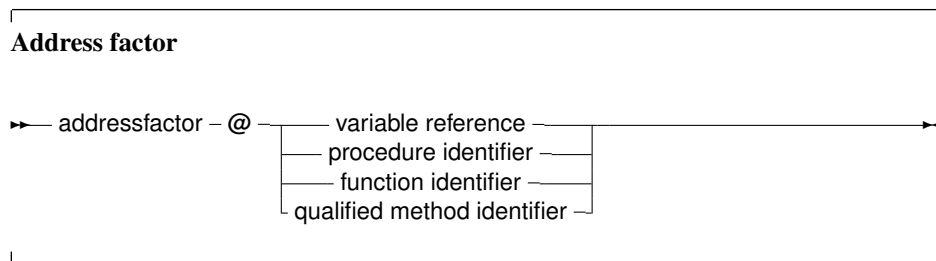 Address factor
addressfactor @ variable reference
procedure identifier
function identifier
qualified method identifier